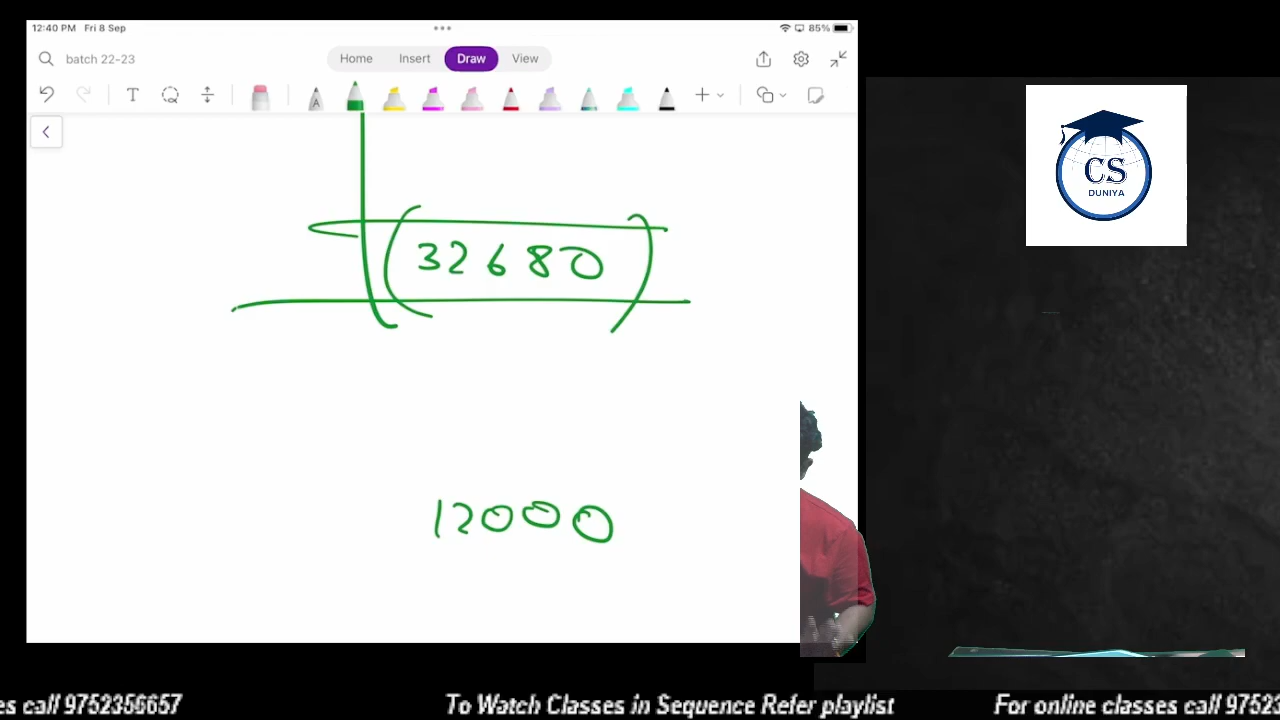 12:40 PM Fri 8 Sep
85%
batch 22-23
Home Insert Draw View
T
A
(32680)
12000
CS
DUNIYA
es call 9752356657 To Watch Classes in Sequence Refer playlist For online classes call 97523